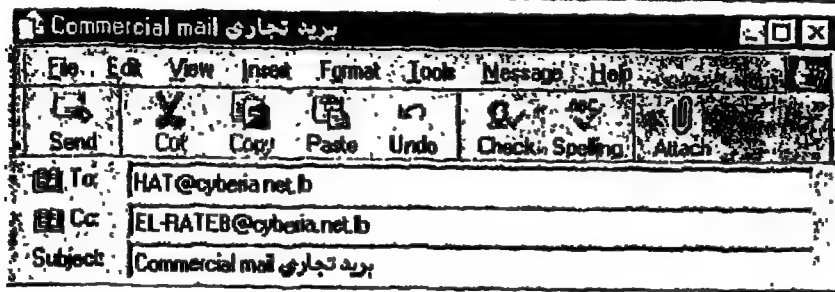 Commercial mail بريد تجاري
File Edit View Insert Format Tools Message Help
Send Cut Copy Paste Undo Check Spelling Attach
To: HAT@cyberia.net.lb
Cc: EL-RATEB@cyberia.net.lb
Subject: Commercial mail بريد تجاري